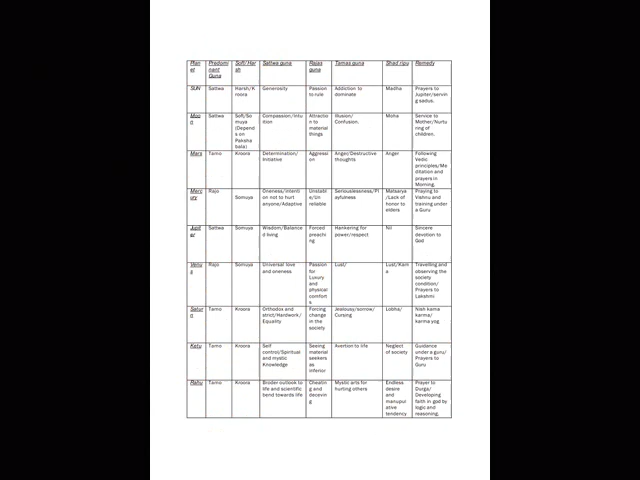 Plan et | Predomi nant Guna | Soft/Har sh | Sattwa guna | Rajas guna | Tamas guna | Shad ripu | Remedy
SUN | Sattwa | Harsh/K roora | Generosity | Passion to rule | Addiction to dominate | Madha | Prayers to Jupiter/servin g sadus.
Moo n | Sattwa | Soft/So muya (Depend s on Paksha bala) | Compassion/Intu ition | Attractio n to material things | Illusion/ Confusion. | Moha | Service to Mother/Nurtu ring of children.
Mars | Tamo | Kroora | Determination/ Initiative | Aggressi on | Anger/Destructive thoughts | Anger | Following Vedic principles/Me ditation and prayers in Morning.
Merc ury | Rajo | Somuya | Oneness/intenti on not to hurt anyone/Adaptive | Unstabl e/Un reliable | Seriouslessness/Pl ayfulness | Matsarya /Lack of honor to elders | Praying to Vishnu and training under a Guru
Jupit er | Sattwa | Somuya | Wisdom/Balance d living | Forced preachi ng | Hankering for power/respect | Nil | Sincere devotion to God
Venu s | Rajo | Somuya | Universal love and oneness | Passion for Luxury and physical comfort s | Lust/ | Lust/Kam a | Travelling and observing the society condition/ Prayers to Lakshmi
Satur n | Tamo | Kroora | Orthodox and strict/Hardwork/ Equality | Forcing change in the society | Jealousy/sorrow/ Cursing | Lobha/ | Nish kama karma/ karma yog
Ketu | Tamo | Kroora | Self control/Spiritual and mystic Knowledge | Seeing material seekers as inferior | Avertion to life | Neglect of society | Guidance under a guru/ Prayers to Guru
Rahu | Tamo | Kroora | Broder outlook to life and scientific bend towards life | Cheatin g and deceivin g | Mystic arts for hurting others | Endless desire and manupur ative tendency | Prayer to Durga/ Developing faith in god by logic and reasoning.